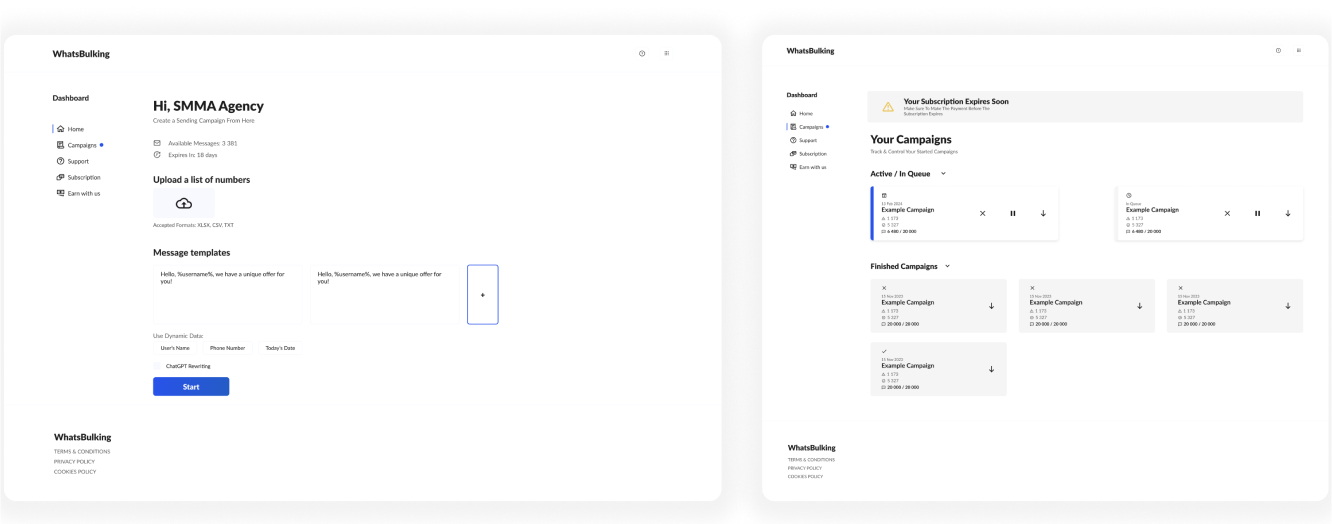 WhatsBulking
Dashboard
Home
Campaigns
Support
Subscription
Earn with us
Hi, SMMA Agency
Create a Sending Campaign From Here
Available Messages: 3 381
Expires In: 18 days
Upload a list of numbers
Accepted Formats: XLSX, CSV, TXT
Message templates
Hello, %username%, we have a unique offer for
you!
Hello, %username%, we have a unique offer for
you!
+
Use Dynamic Data:
User's Name
Phone Number
Today's Date
ChatGPT Rewriting
Start
WhatsBulking
TERMS & CONDITIONS
PRIVACY POLICY
COOKIES POLICY
WhatsBulking
Dashboard
Home
Campaigns
Support
Subscription
Earn with us
Your Subscription Expires Soon
Make Sure To Make The Payment Before The
Subscription Expires
Your Campaigns
Track & Control Your Started Campaigns
Active / In Queue
15 Feb 2024
Example Campaign
1 173
5 327
6 480 / 20 000
In Queue
Example Campaign
1 173
5 327
6 480 / 20 000
Finished Campaigns
15 Nov 2023
Example Campaign
1 173
5 327
20 000 / 20 000
15 Nov 2023
Example Campaign
1 173
5 327
20 000 / 20 000
15 Nov 2023
Example Campaign
1 173
5 327
20 000 / 20 000
15 Nov 2023
Example Campaign
1 173
5 327
20 000 / 20 000
WhatsBulking
TERMS & CONDITIONS
PRIVACY POLICY
COOKIES POLICY